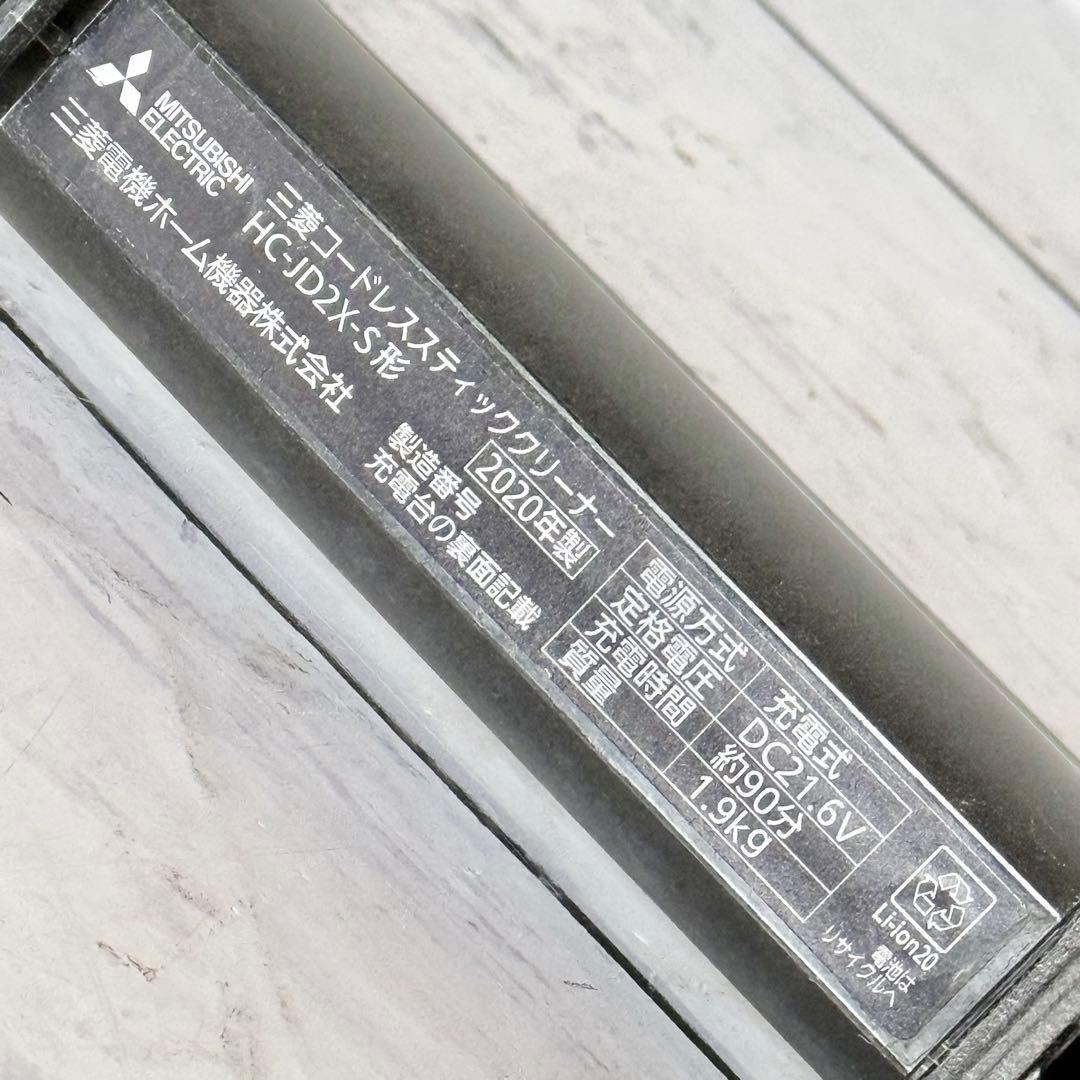 MITSUBISHI
ELECTRIC
三菱コードレススティッククリーナー
HC-JD2X-S形
三菱電機ホーム機器株式会社
2020年製
製造番号
充電台の裏面記載
電源方式 充電式
定格電圧 DC21.6V
充電時間 約90分
質量 1.9kg
Li-ion20
電池は
リサイクルへ